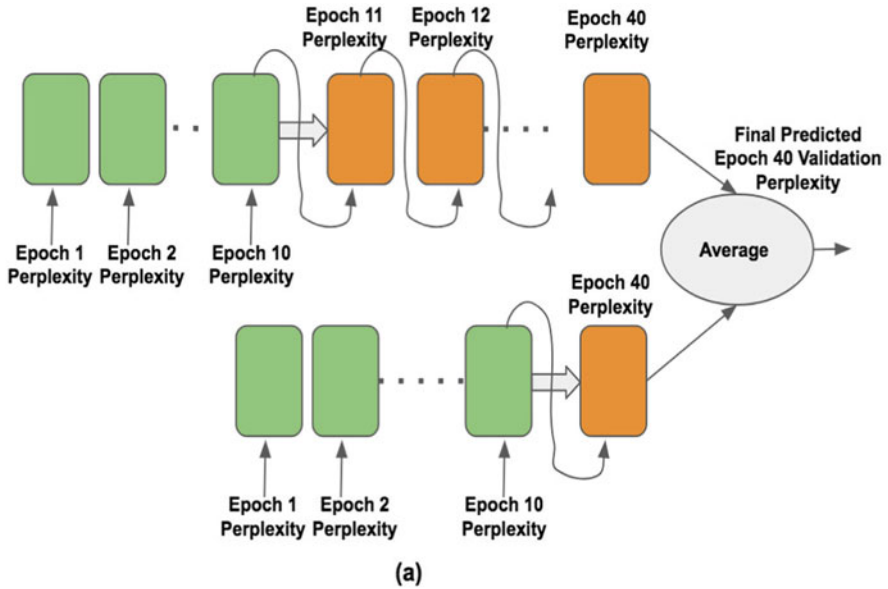 Epoch 11
Perplexity
Epoch 12
Perplexity
Epoch 40
Perplexity
Final Predicted
Epoch 40 Validation
Perplexity
Epoch 1
Perplexity
Epoch 2
Perplexity
Epoch 10
Perplexity
Average
Epoch 40
Perplexity
Epoch 1
Perplexity
Epoch 2
Perplexity
Epoch 10
Perplexity
(a)